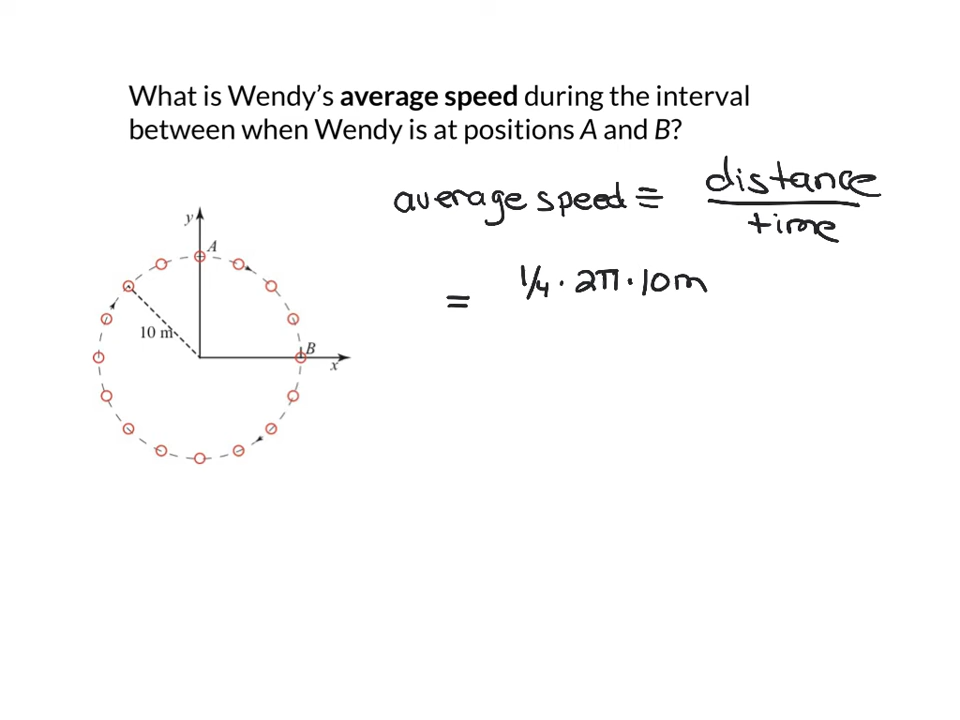 What is Wendy’s average speed during the interval
between when Wendy is at positions A and B?
average speed = distance
time
= 1/4 · 2π · 10m
y
A
10 m
B
x